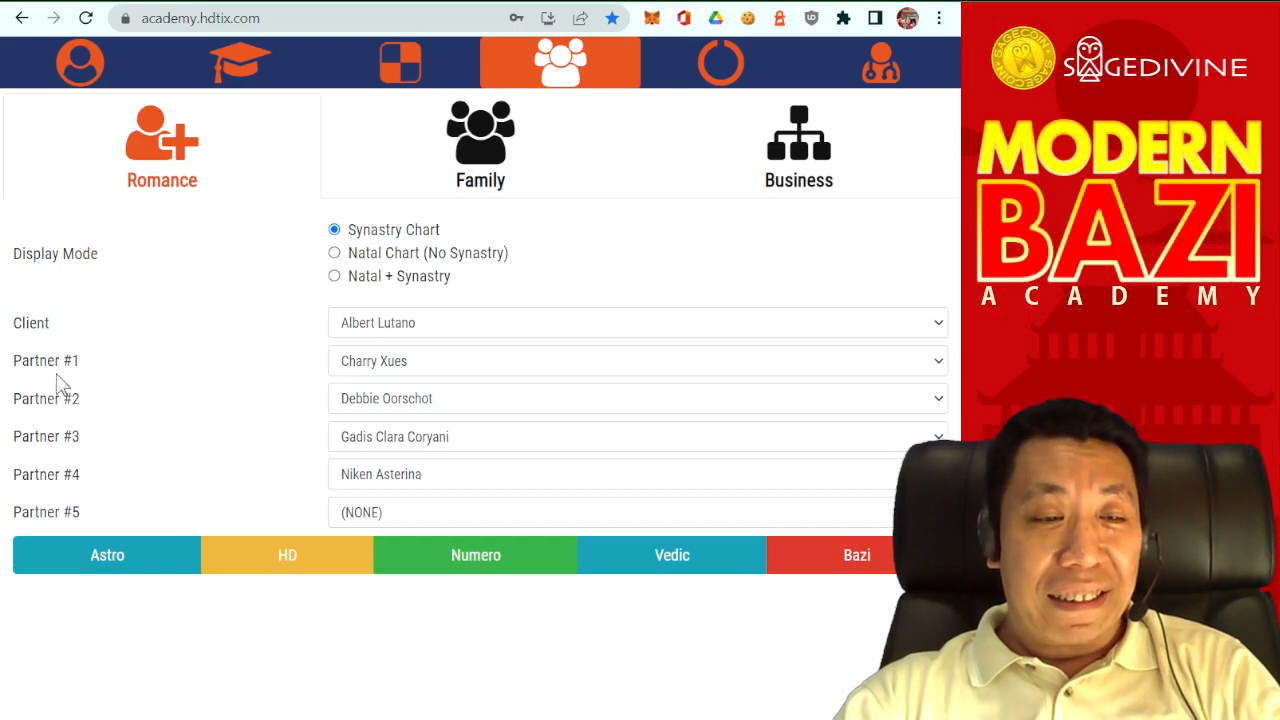 academy.hdtix.com
SAGECOIN SAGECOIN
SAGEDIVINE
Romance
Family
Business
Display Mode
Synastry Chart
Natal Chart (No Synastry)
Natal + Synastry
Client
Albert Lutano
Partner #1
Charry Xues
Partner #2
Debbie Oorschot
Partner #3
Gadis Clara Coryani
Partner #4
Niken Asterina
Partner #5
(NONE)
Astro
HD
Numero
Vedic
Bazi
MODERN
BAZI
ACADEMY